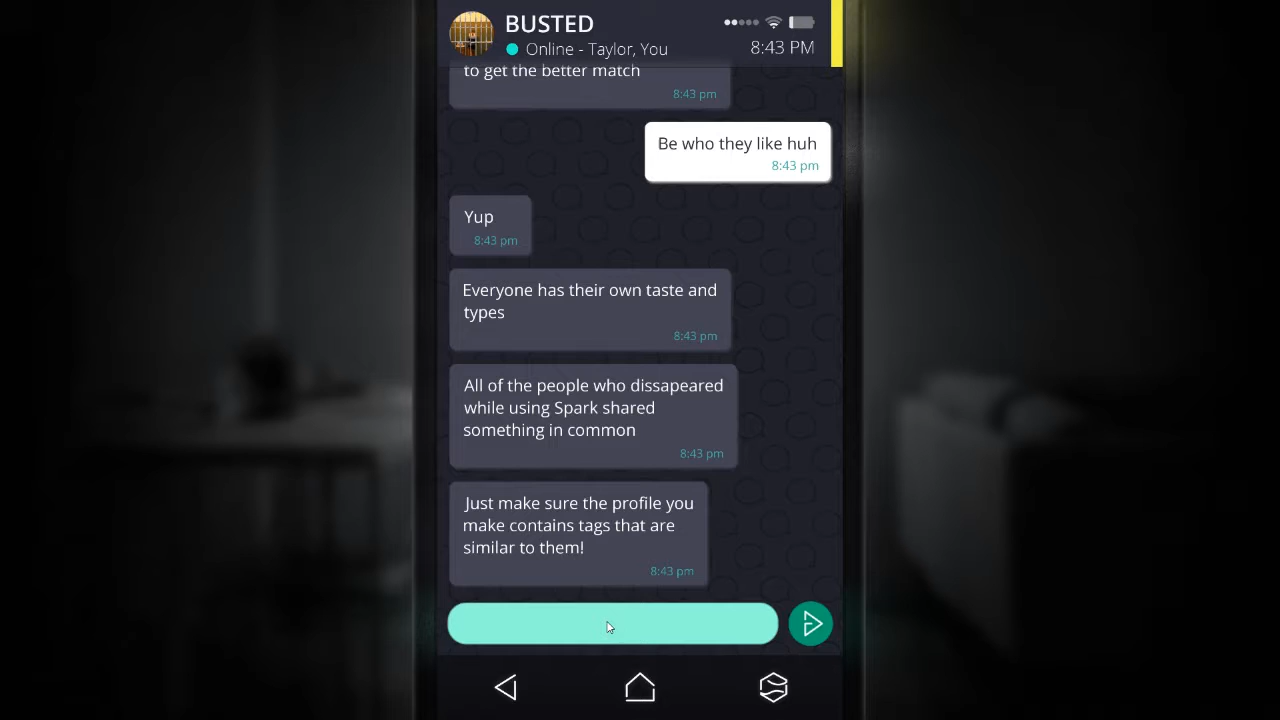 BUSTED
Online - Taylor, You
8:43 PM
to get the better match
8:43 pm
Be who they like huh
8:43 pm
Yup
8:43 pm
Everyone has their own taste and
types
8:43 pm
All of the people who dissapeared
while using Spark shared
something in common
8:43 pm
Just make sure the profile you
make contains tags that are
similar to them!
8:43 pm